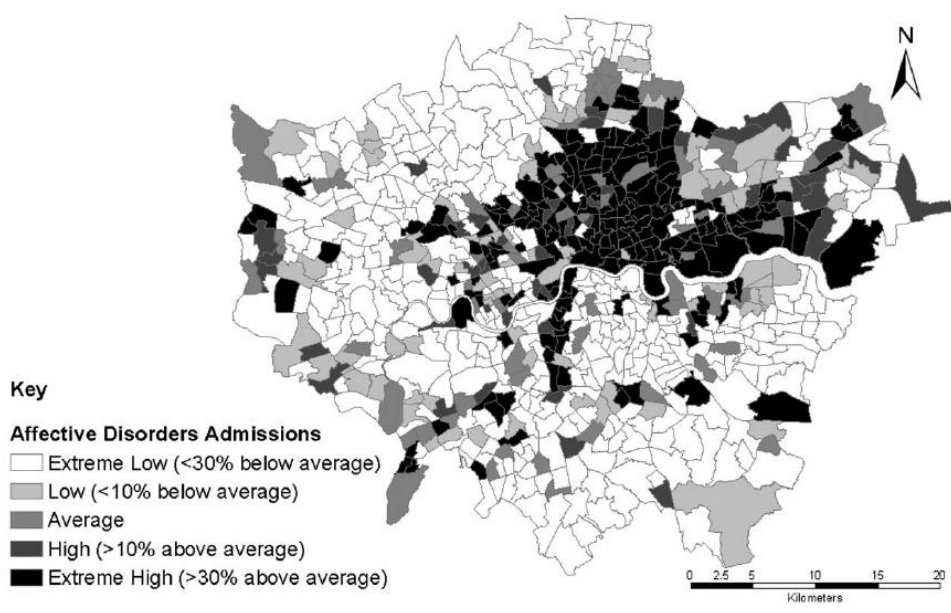 N
Key
Affective Disorders Admissions
Extreme Low (<30% below average)
Low (<10% below average)
Average
High (>10% above average)
Extreme High (>30% above average)
0 2.5 5 10 15 20
Kilometers